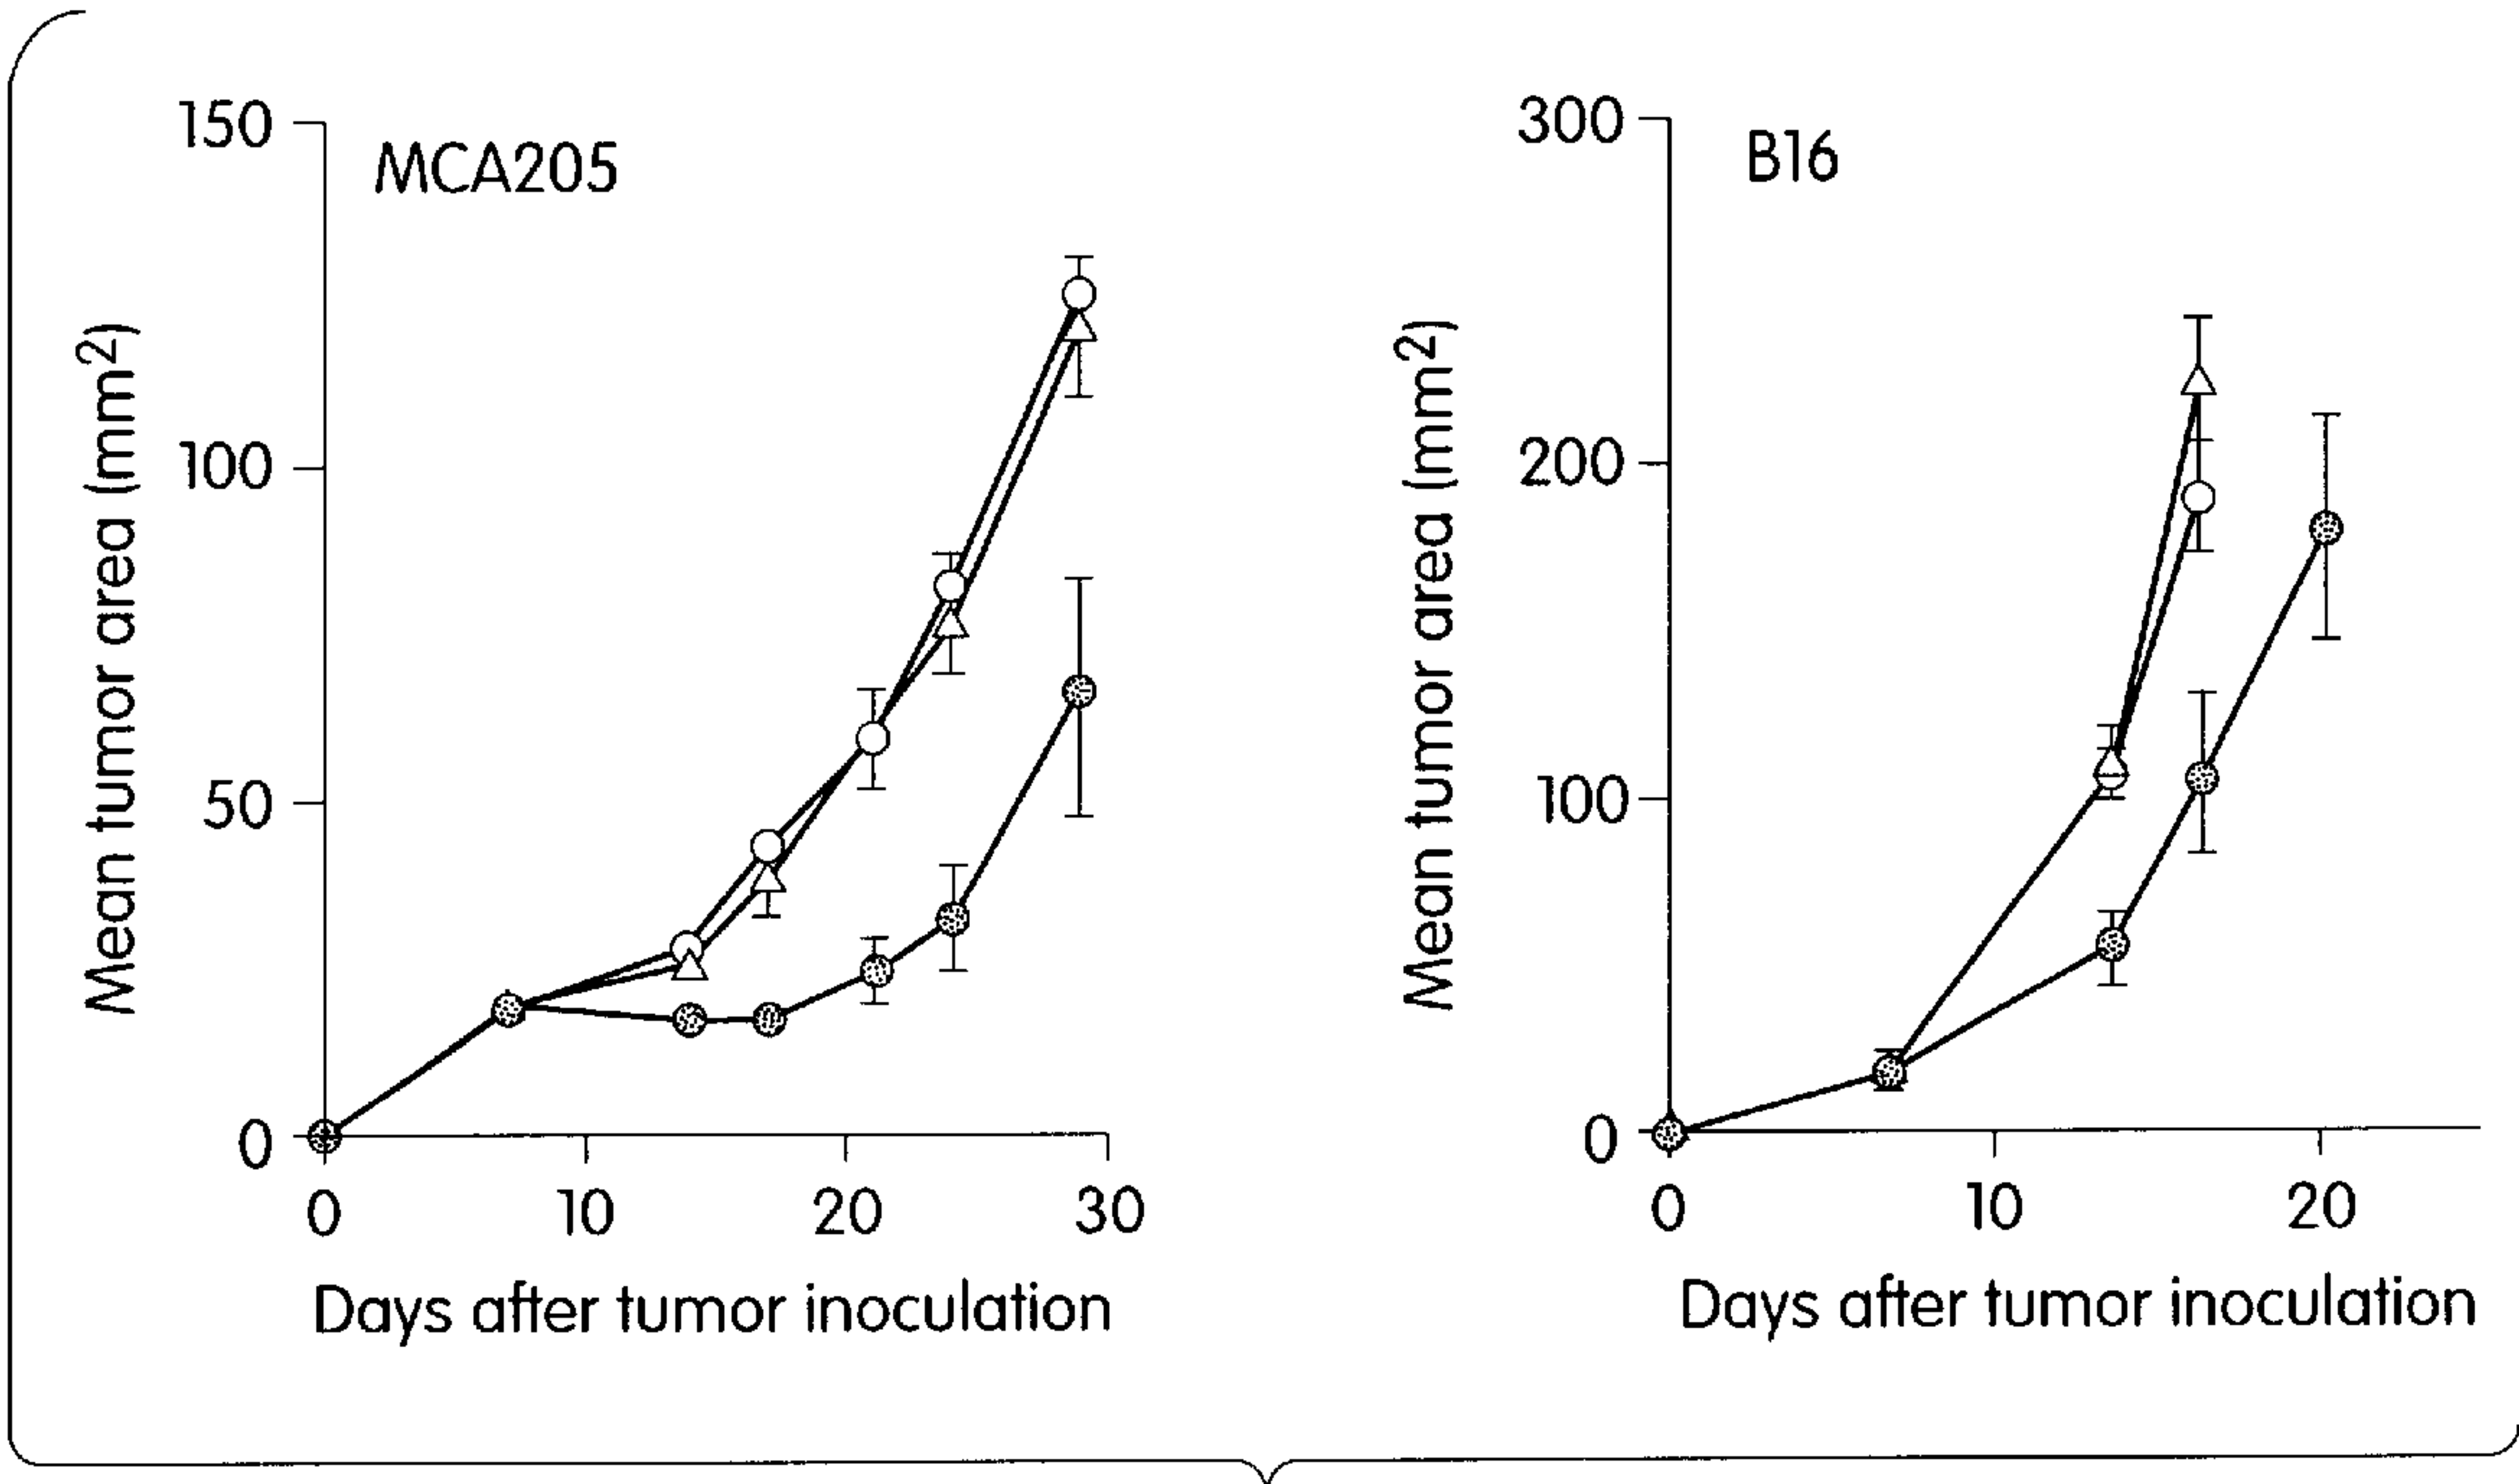 MCA205
150
100
50
0
0 10 20 30
Mean tumor area (mm²)
Days after tumor inoculation
B16
300
200
100
0
0 10 20
Mean tumor area (mm²)
Days after tumor inoculation